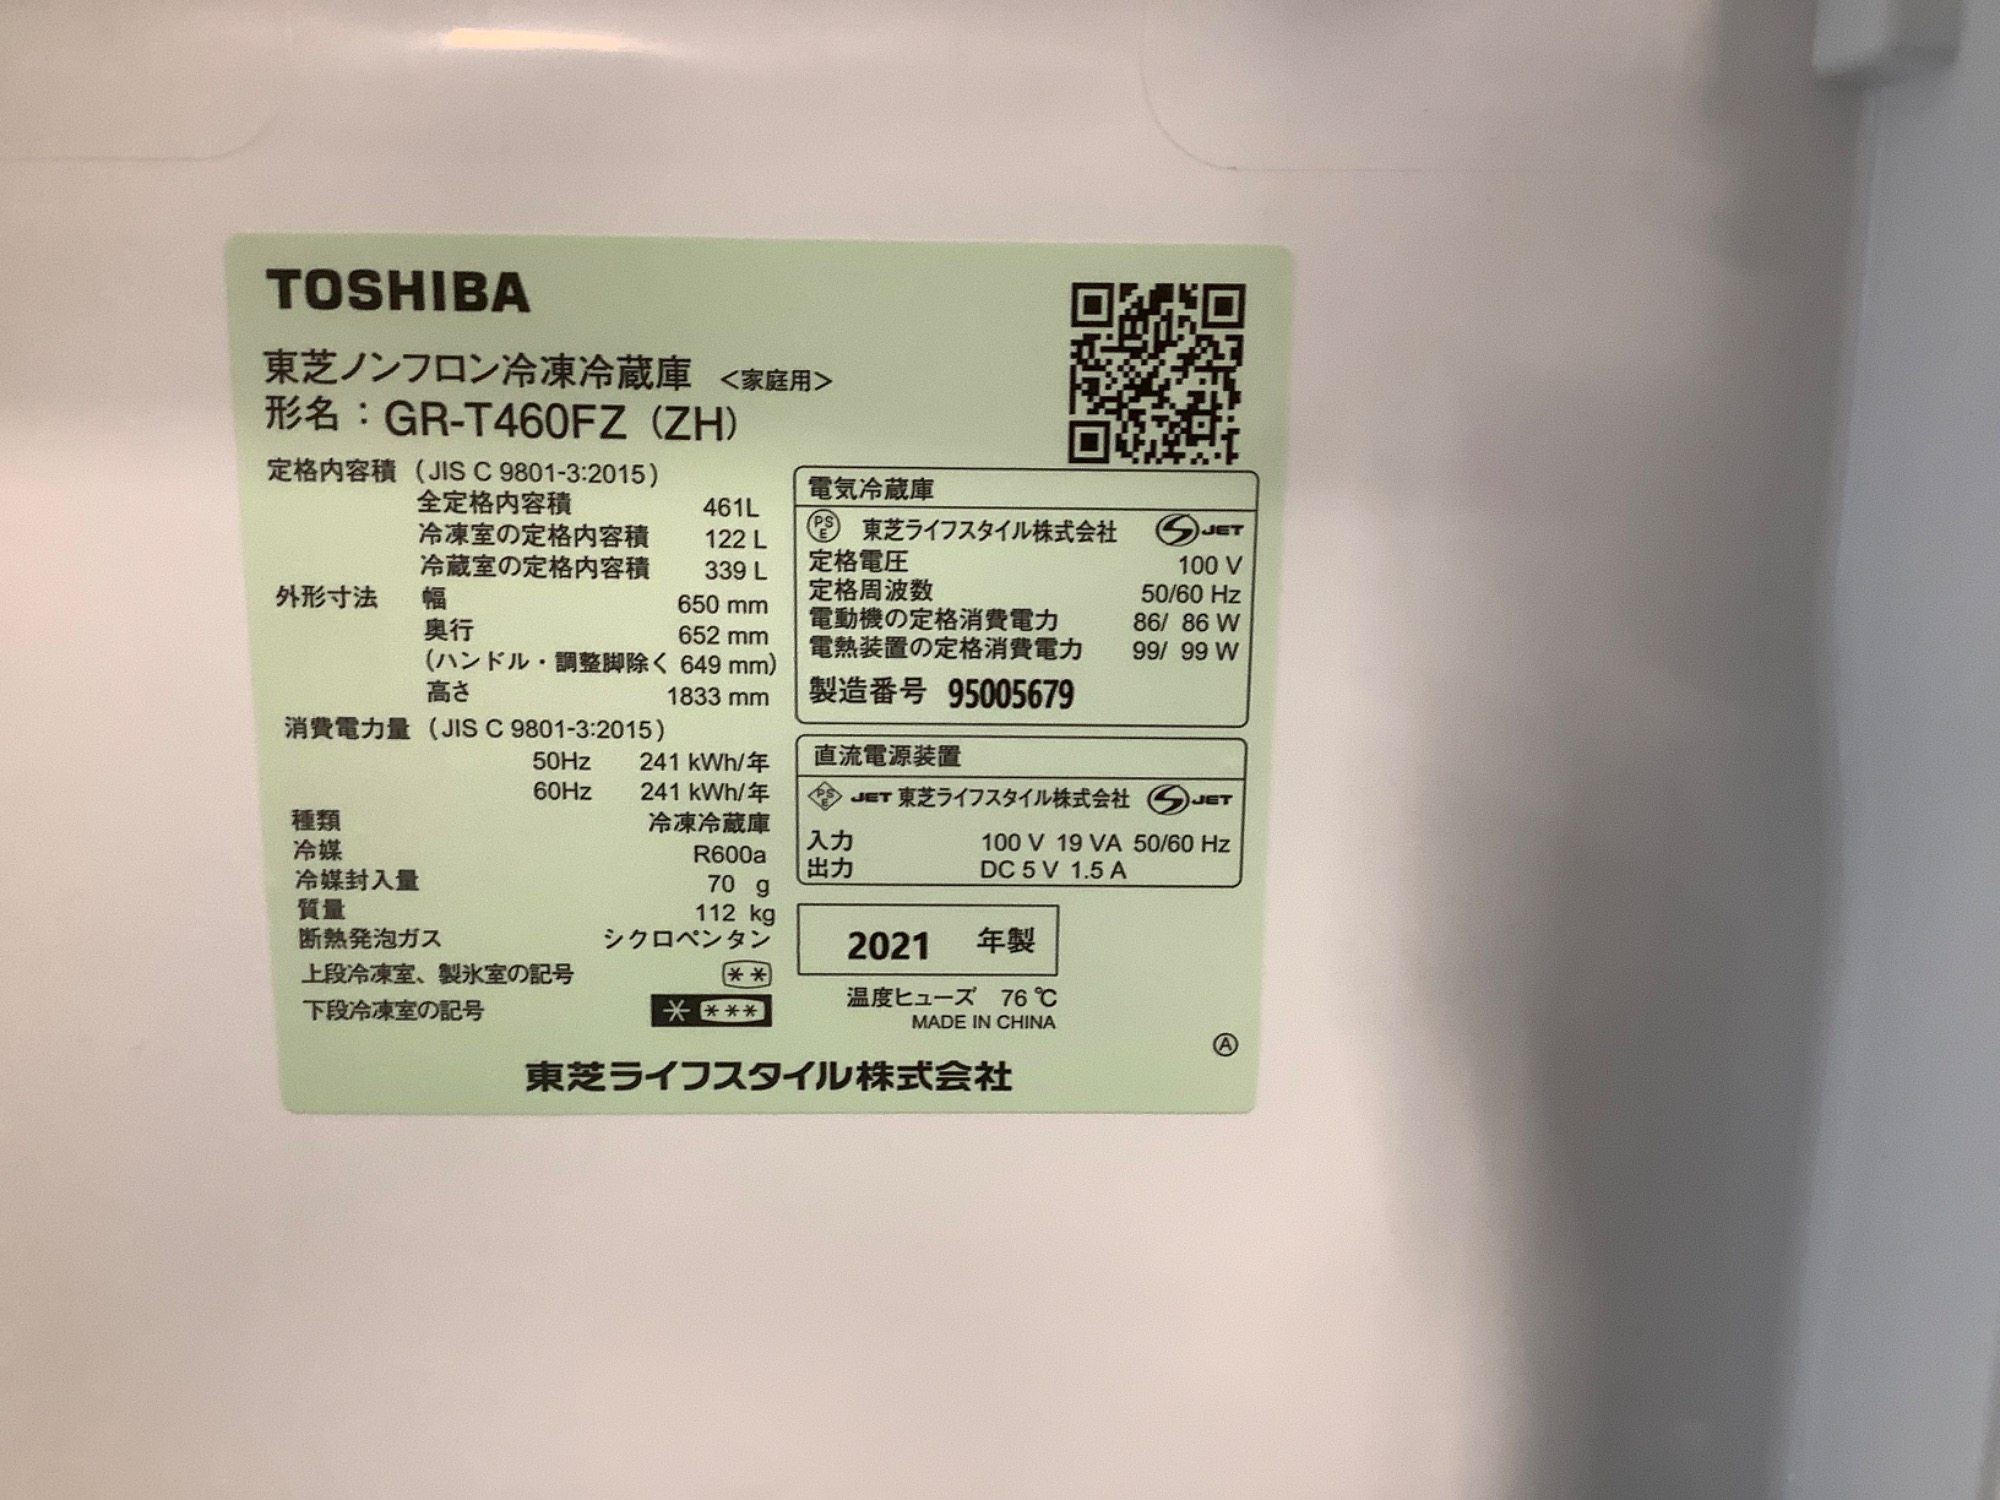 TOSHIBA
東芝ノンフロン冷凍冷蔵庫 <家庭用>
形名：GR-T460FZ (ZH)
定格内容積 (JIS C 9801-3:2015)
全定格内容積 461L
冷凍室の定格内容積 122 L
冷蔵室の定格内容積 339 L
外形寸法 幅 650 mm
奥行 652 mm
(ハンドル・調整脚除く 649 mm)
高さ 1833 mm
消費電力量 (JIS C 9801-3:2015)
50Hz 241 kWh/年
60Hz 241 kWh/年
種類 冷凍冷蔵庫
冷媒 R600a
冷媒封入量 70 g
質量 112 kg
断熱発泡ガス シクロペンタン
上段冷凍室、製氷室の記号 **
下段冷凍室の記号 * ***
電気冷蔵庫
PSE 東芝ライフスタイル株式会社 S JET
定格電圧 100 V
定格周波数 50/60 Hz
電動機の定格消費電力 86/ 86 W
電熱装置の定格消費電力 99/ 99 W
製造番号 95005679
直流電源装置
PSE JET 東芝ライフスタイル株式会社 S JET
入力 100 V 19 VA 50/60 Hz
出力 DC 5 V 1.5 A
2021 年製
温度ヒューズ 76 ℃
MADE IN CHINA
Ⓐ
東芝ライフスタイル株式会社